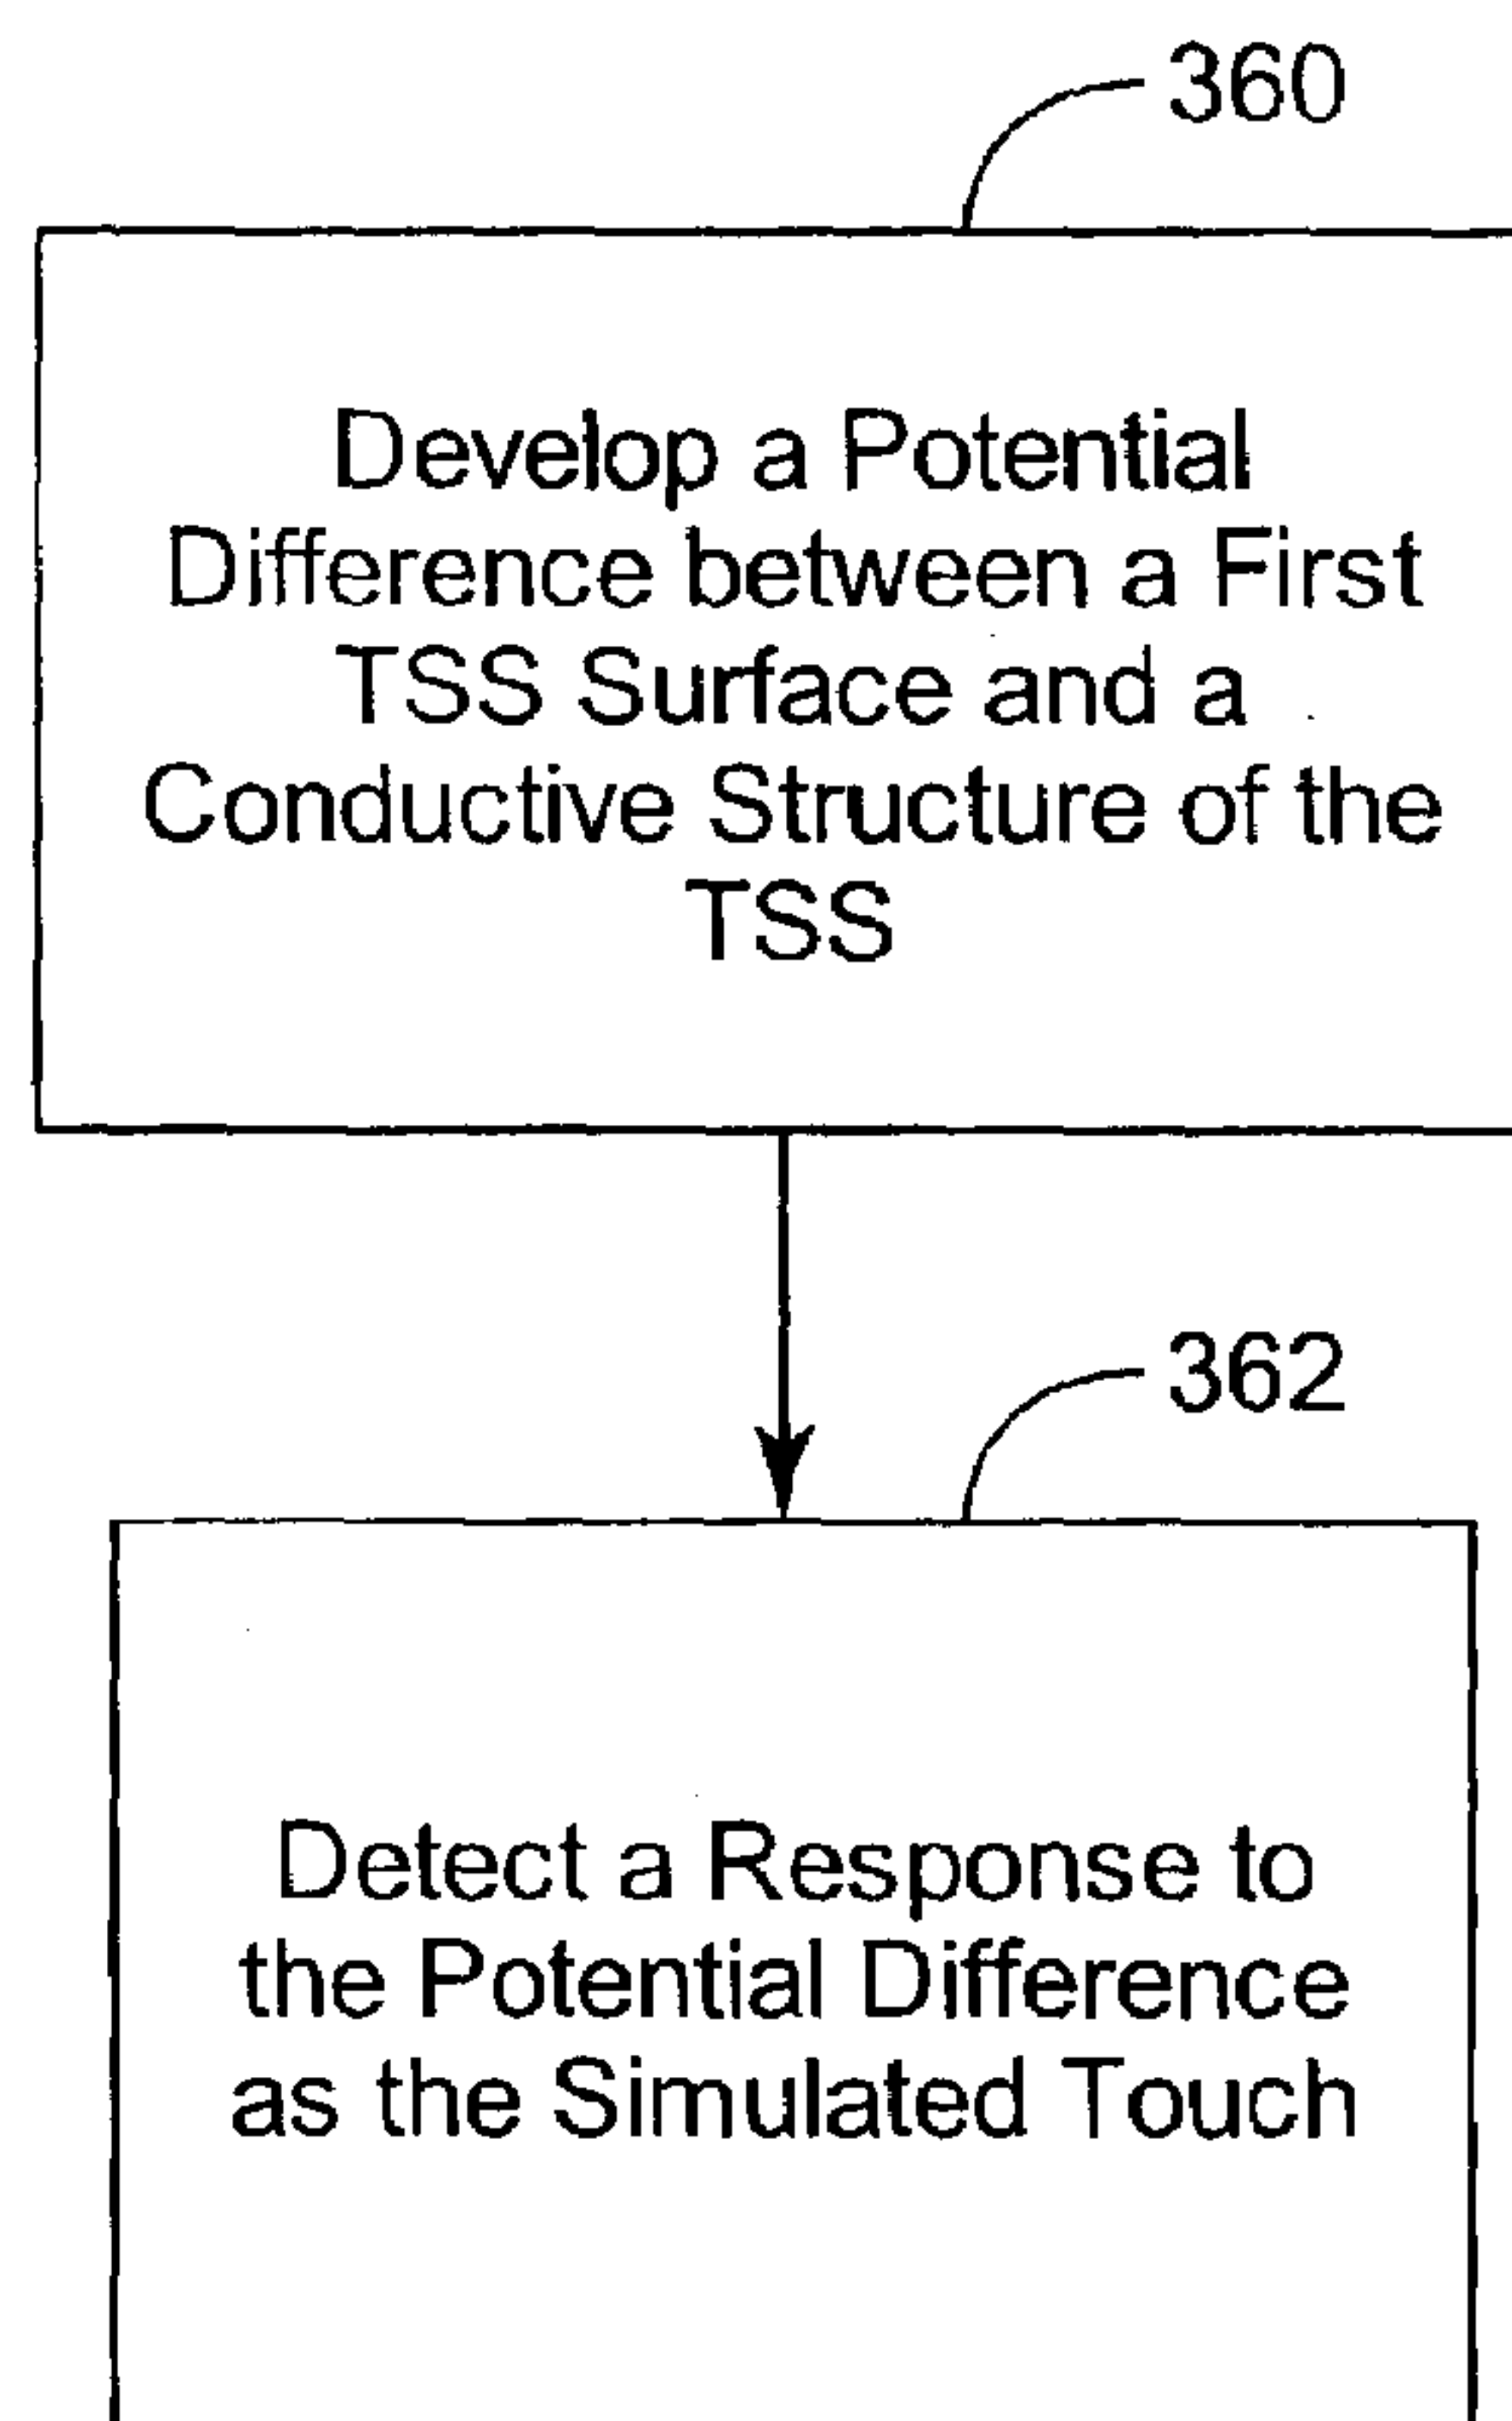 360
Develop a Potential
Difference between a First
TSS Surface and a
Conductive Structure of the
TSS
362
Detect a Response to
the Potential Difference
as the Simulated Touch